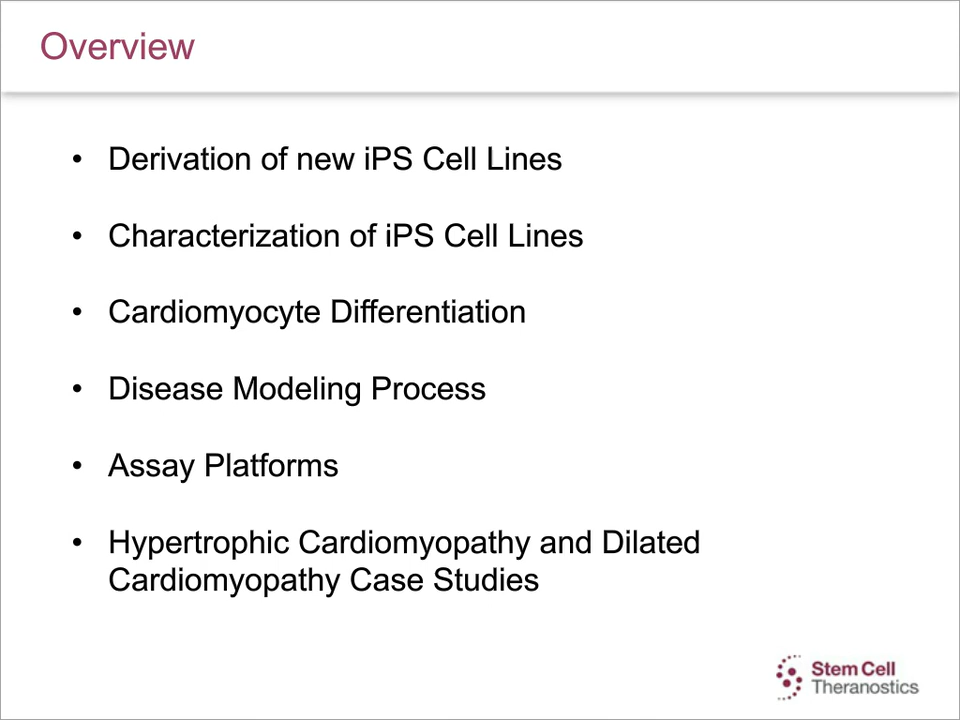 Overview
• Derivation of new iPS Cell Lines
• Characterization of iPS Cell Lines
• Cardiomyocyte Differentiation
• Disease Modeling Process
• Assay Platforms
• Hypertrophic Cardiomyopathy and Dilated
Cardiomyopathy Case Studies
Stem Cell
Theranostics